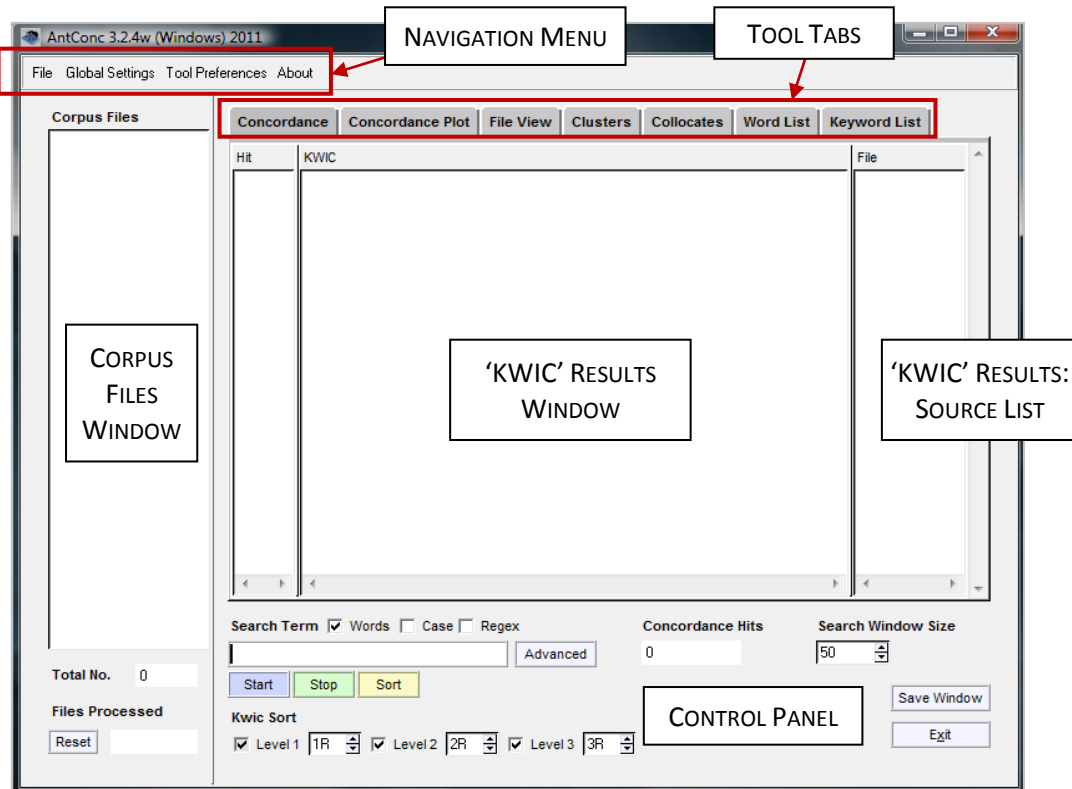 AntConc 3.2.4w (Windows) 2011
NAVIGATION MENU
TOOL TABS
File Global Settings Tool Preferences About
Corpus Files
Concordance Concordance Plot File View Clusters Collocates Word List Keyword List
Hit KWIC File
CORPUS
FILES
WINDOW
‘KWIC’ RESULTS
WINDOW
‘KWIC’ RESULTS:
SOURCE LIST
Search Term Words Case Regex
Concordance Hits
Search Window Size
Advanced
0
50
Total No. 0
Start Stop Sort
Files Processed
Reset
Kwic Sort
Level 1 1R Level 2 2R Level 3 3R
CONTROL PANEL
Save Window
Exit